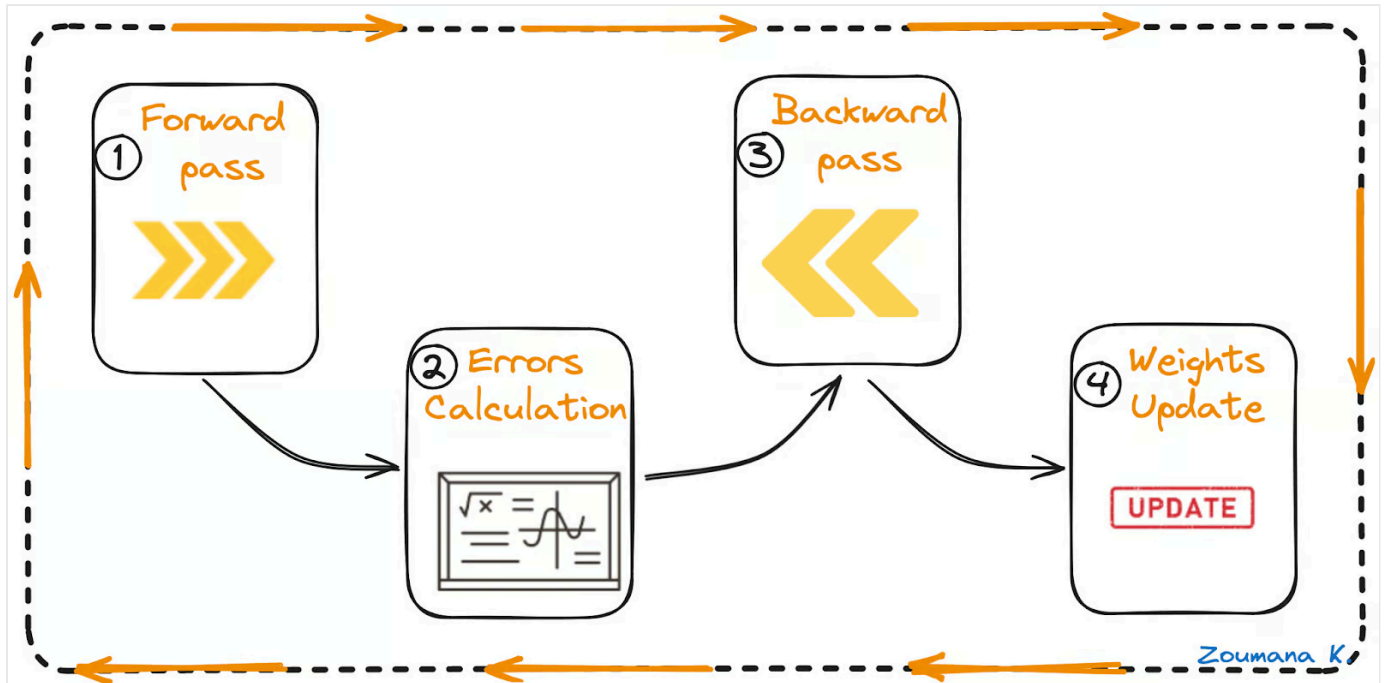 Forward
1
pass
Backward
3
pass
2 Errors
Calculation
√x =
=
Weights
4
Update
UPDATE
Zoumana K.